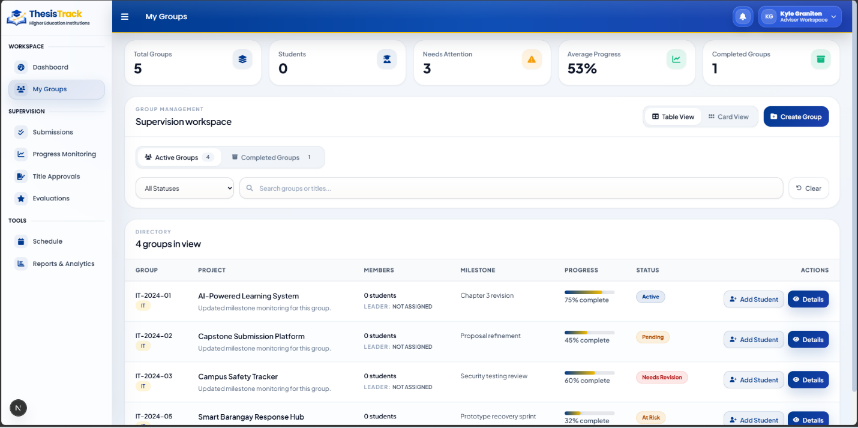 ThesisTrack
Higher Education Institutions
My Groups
KG
Kyle Graniton
Adviser Workspace
WORKSPACE
Dashboard
My Groups
SUPERVISION
Submissions
Progress Monitoring
Title Approvals
Evaluations
TOOLS
Schedule
Reports & Analytics
N
Total Groups
5
Students
0
Needs Attention
3
Average Progress
53%
Completed Groups
1
GROUP MANAGEMENT
Supervision workspace
Table View
Card View
Create Group
Active Groups 4
Completed Groups 1
All Statuses
Search groups or titles...
Clear
DIRECTORY
4 groups in view
GROUP PROJECT MEMBERS MILESTONE PROGRESS STATUS ACTIONS
IT-2024-01
IT
AI-Powered Learning System
Updated milestone monitoring for this group.
0 students
LEADER: NOT ASSIGNED
Chapter 3 revision
75% complete
Active
Add Student
Details
IT-2024-02
IT
Capstone Submission Platform
Updated milestone monitoring for this group.
0 students
LEADER: NOT ASSIGNED
Proposal refinement
45% complete
Pending
Add Student
Details
IT-2024-03
IT
Campus Safety Tracker
Updated milestone monitoring for this group.
0 students
LEADER: NOT ASSIGNED
Security testing review
60% complete
Needs Revision
Add Student
Details
IT-2024-05
Smart Barangay Response Hub
0 students
Prototype recovery sprint
32% complete
At Risk
Add Student
Details